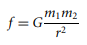 f = G m₁m₂ / r²